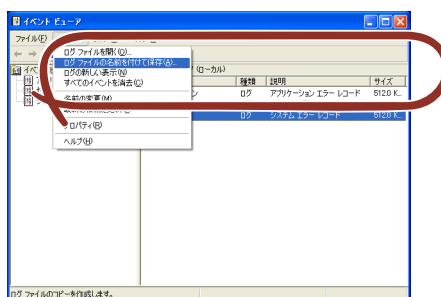 イベント ビューア
ファイル(F)
ログ ファイルを開く(O)...
ログ ファイルの名前を付けて保存(A)...
ログの新しい表示(N)
すべてのイベントを消去(C)
名前の変更(M)
プロパティ(R)
ヘルプ(H)
(ローカル)
種類 説明 サイズ
ログ アプリケーション エラー レコード 512.0 K...
ログ システム エラー レコード 512.0 K...
ログ ファイルのコピーを作成します。